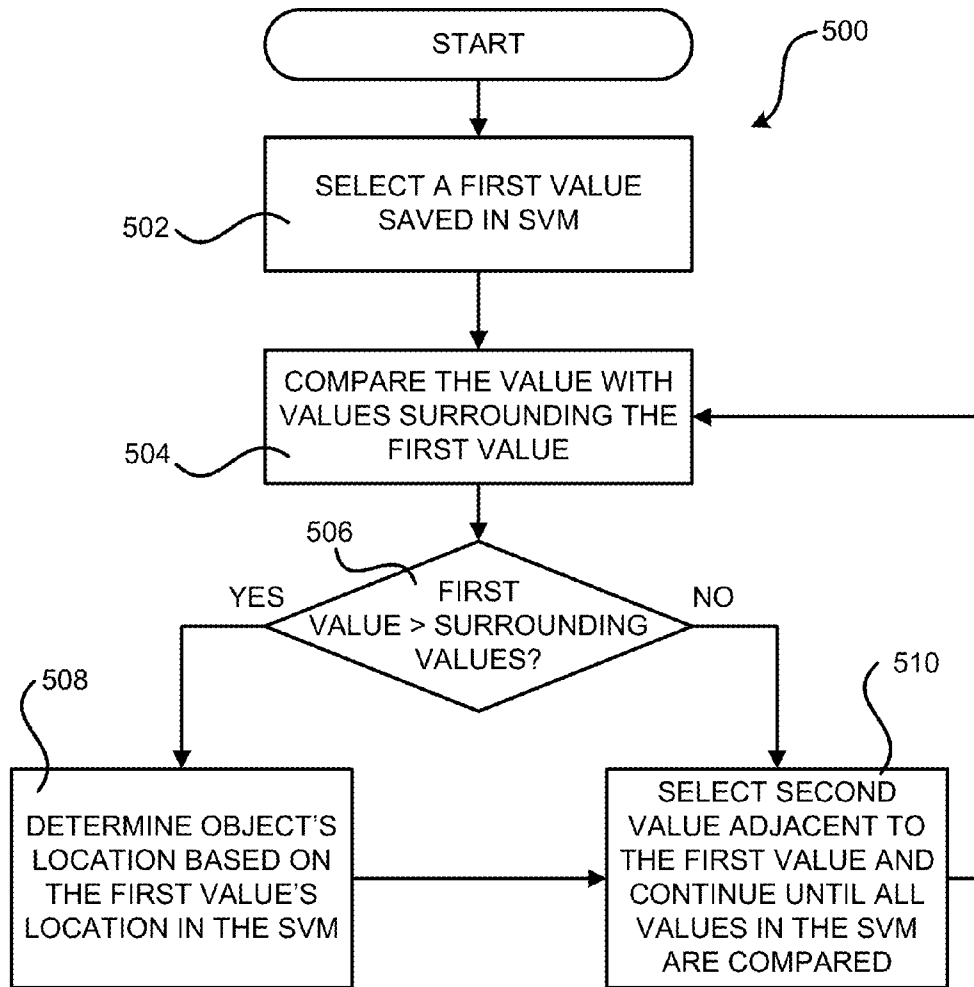 START
500
SELECT A FIRST VALUE
SAVED IN SVM
502
COMPARE THE VALUE WITH
VALUES SURROUNDING THE
FIRST VALUE
504
506
YES
FIRST
VALUE > SURROUNDING
VALUES?
NO
508
DETERMINE OBJECT'S
LOCATION BASED ON
THE FIRST VALUE'S
LOCATION IN THE SVM
510
SELECT SECOND
VALUE ADJACENT TO
THE FIRST VALUE AND
CONTINUE UNTIL ALL
VALUES IN THE SVM
ARE COMPARED